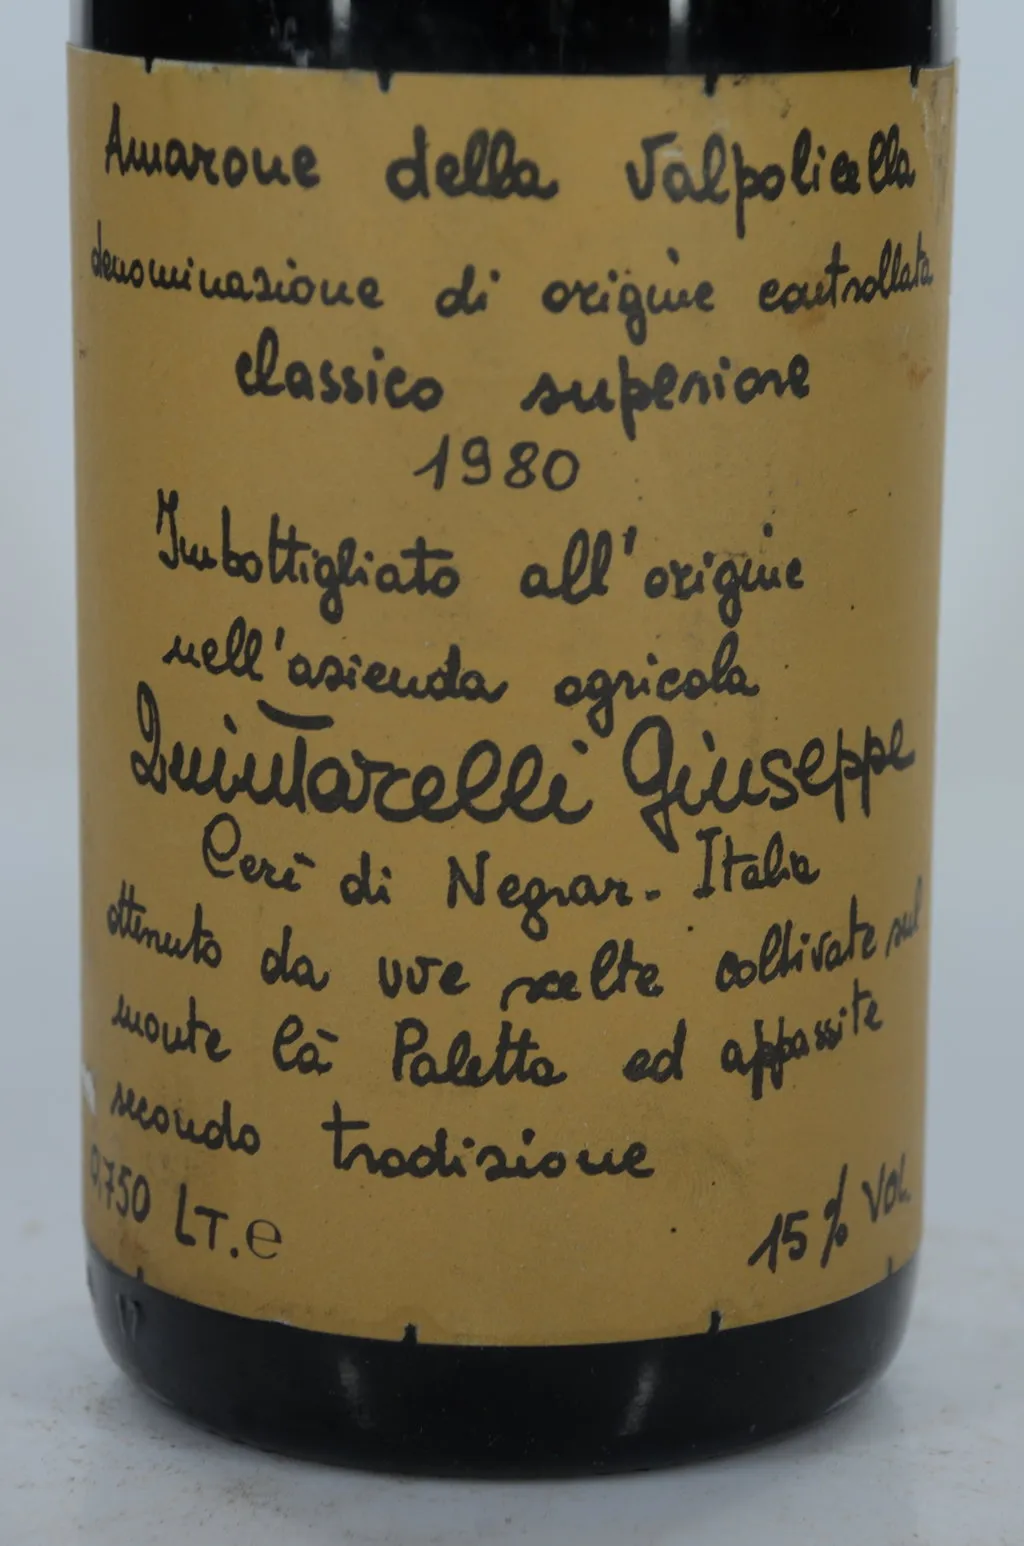 Amarone della Valpolicella
denominazione di origine controllata
classico superiore
1980
Imbottigliato all'origine
nell'azienda agricola
Quintarelli Giuseppe
Cerè di Negrar - Italia
ottenuto da uve scelte coltivate sul
monte Cà Paletta ed appassite
secondo tradizione
0,750 LT. e
15% VOL.